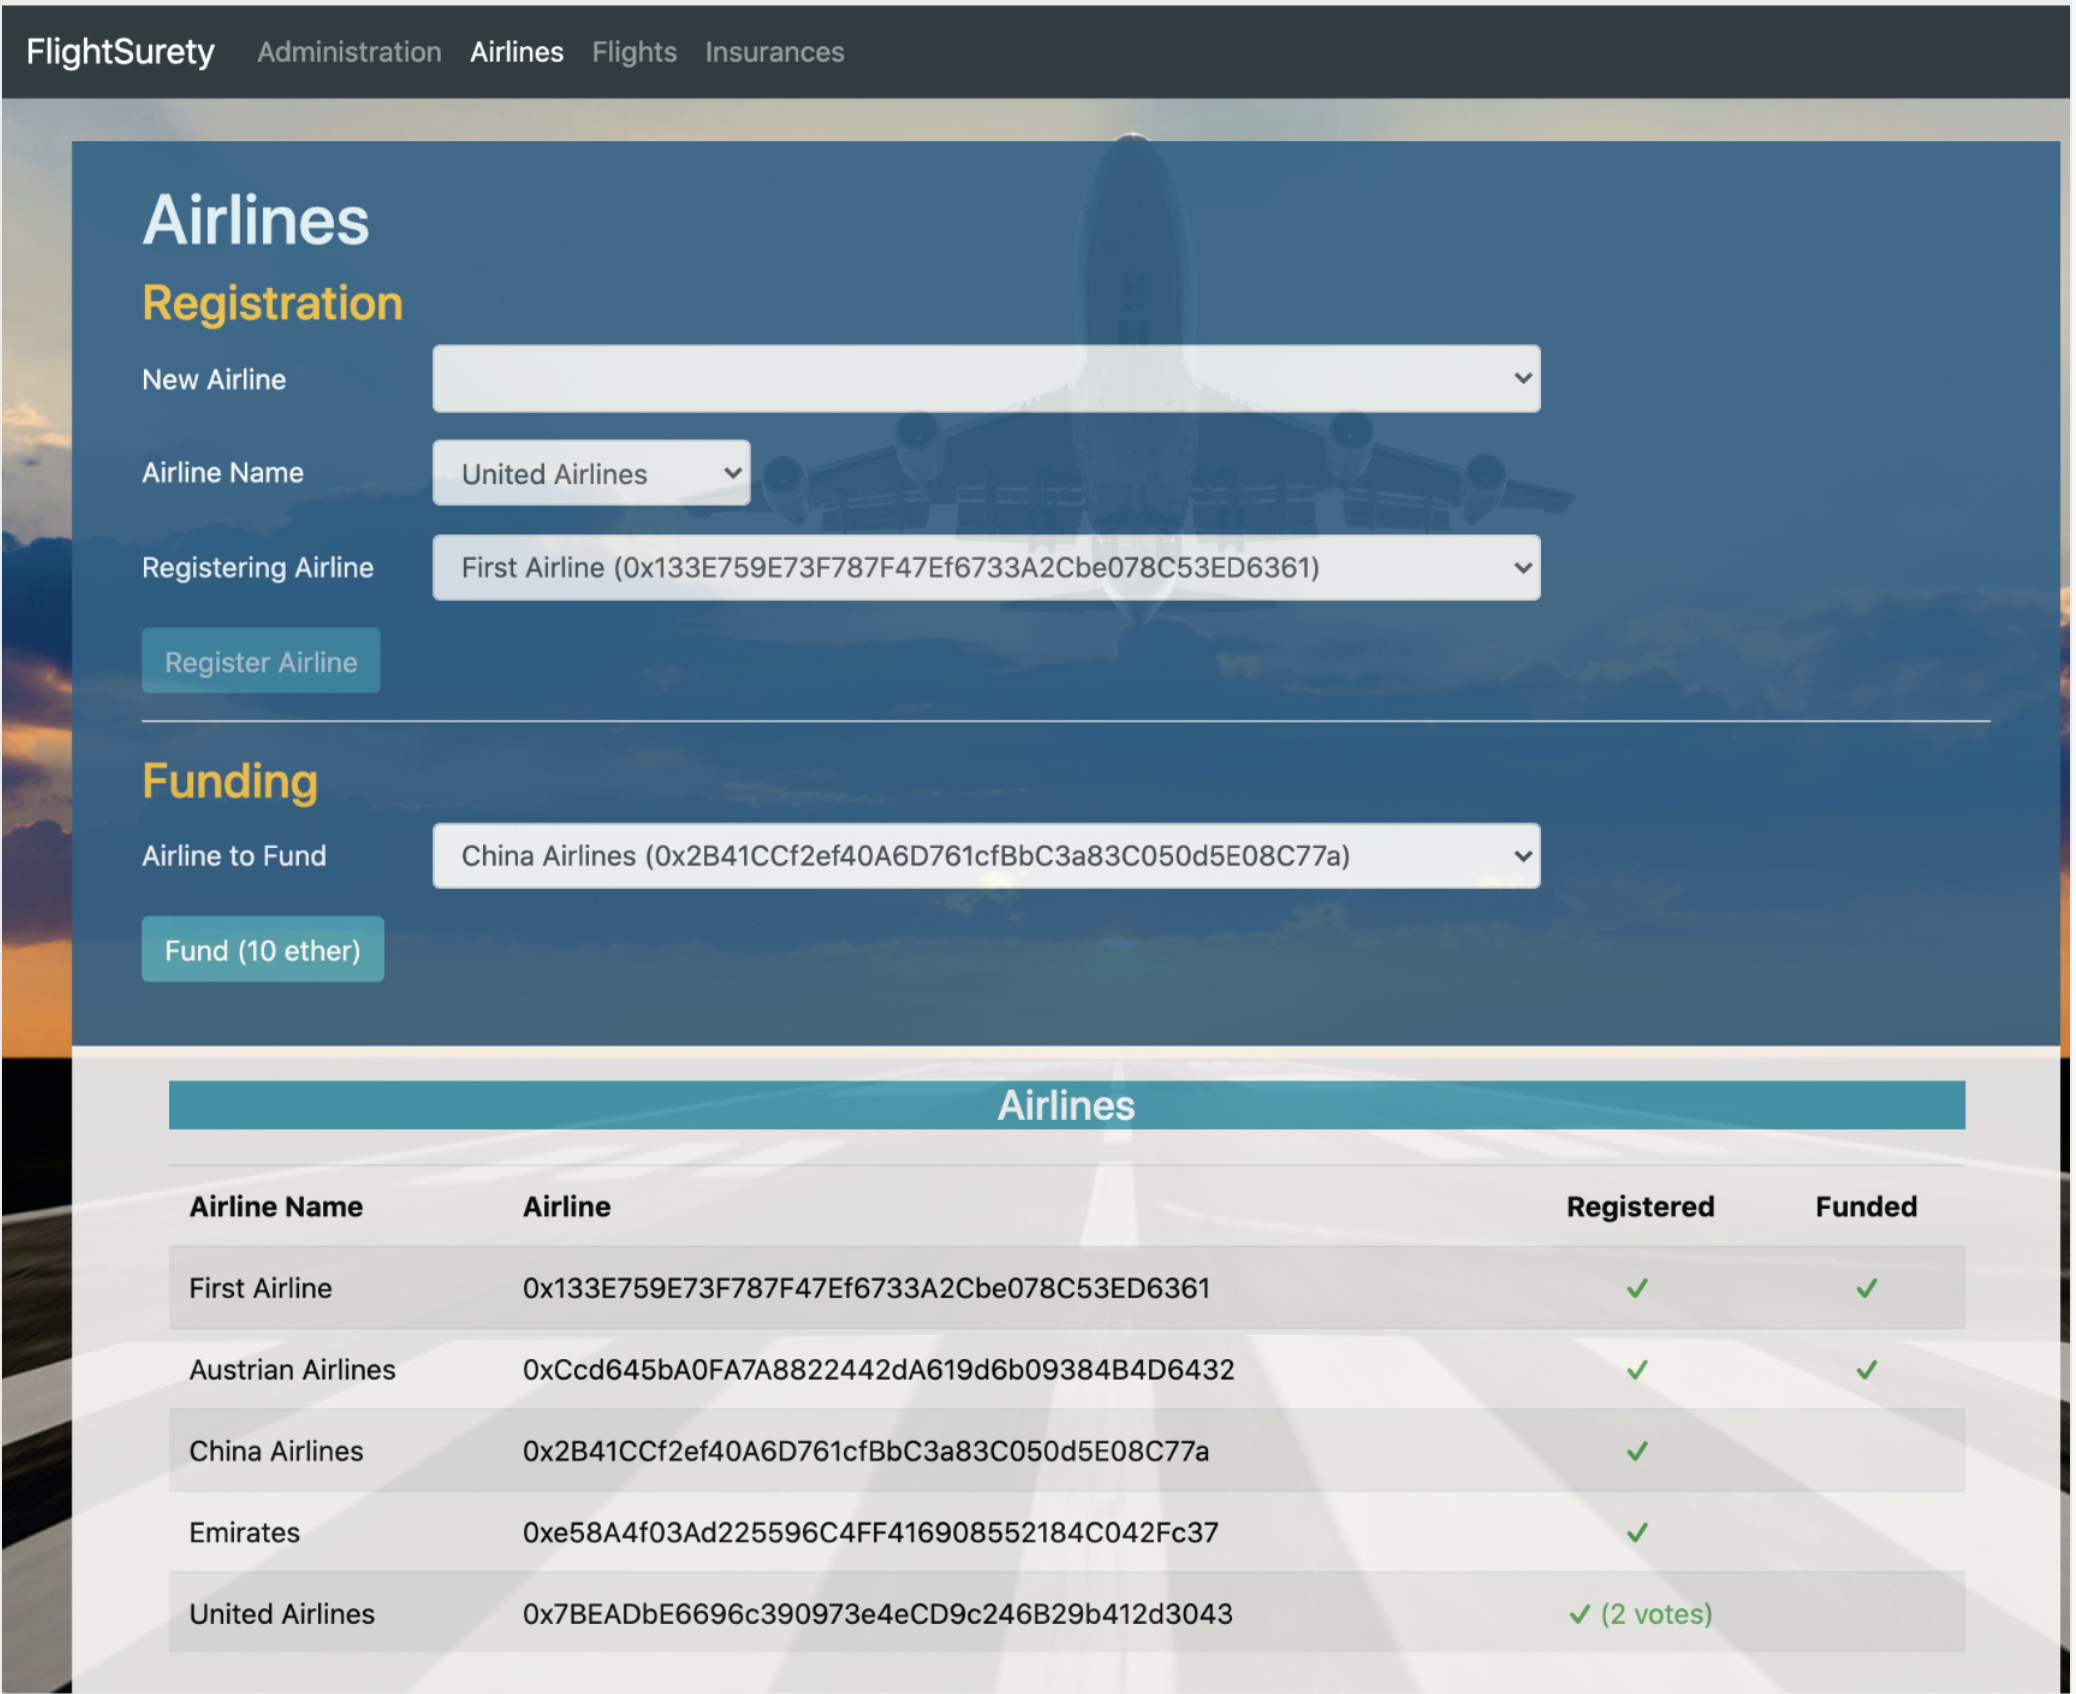 FlightSurety Administration Airlines Flights Insurances
Airlines
Registration
New Airline
Airline Name United Airlines
Registering Airline First Airline (0x133E759E73F787F47Ef6733A2Cbe078C53ED6361)
Register Airline
Funding
Airline to Fund China Airlines (0x2B41CCf2ef40A6D761cfBbC3a83C050d5E08C77a)
Fund (10 ether)
Airlines
Airline Name Airline Registered Funded
First Airline 0x133E759E73F787F47Ef6733A2Cbe078C53ED6361 ✓ ✓
Austrian Airlines 0xCcd645bA0FA7A8822442dA619d6b09384B4D6432 ✓ ✓
China Airlines 0x2B41CCf2ef40A6D761cfBbC3a83C050d5E08C77a ✓
Emirates 0xe58A4f03Ad225596C4FF416908552184C042Fc37 ✓
United Airlines 0x7BEADbE6696c390973e4eCD9c246B29b412d3043 ✓ (2 votes)